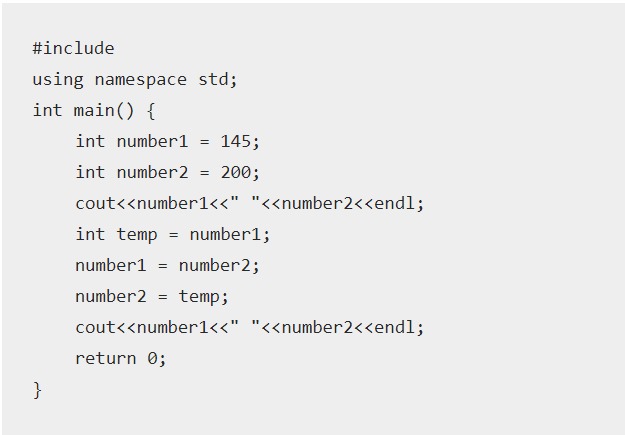 #include
using namespace std;
int main() {
    int number1 = 145;
    int number2 = 200;
    cout<<number1<<" "<<number2<<endl;
    int temp = number1;
    number1 = number2;
    number2 = temp;
    cout<<number1<<" "<<number2<<endl;
    return 0;
}